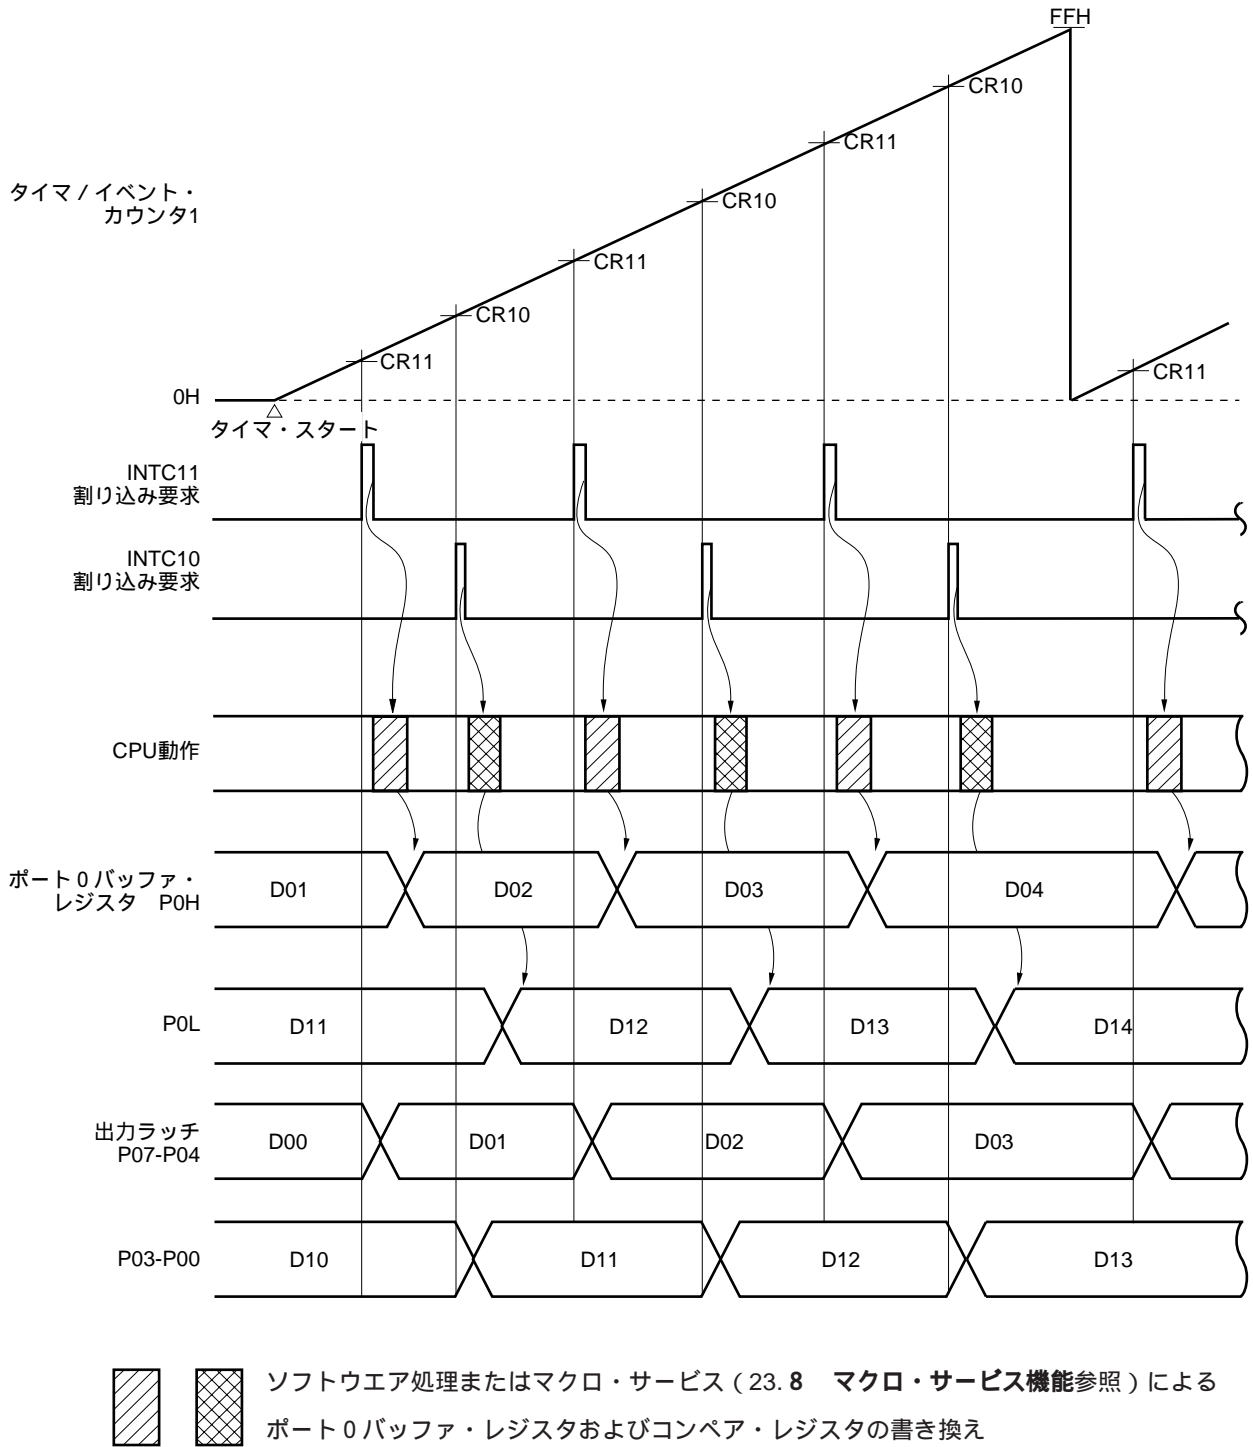 FFH
CR10
CR11
CR10
CR11
CR10
CR11
CR11
タイマ / イベント・
カウンタ1
0H
タイマ・スタート
INTC11
割り込み要求
INTC10
割り込み要求
CPU動作
ポート0バッファ・
レジスタ P0H
D01 D02 D03 D04
P0L
D11 D12 D13 D14
出力ラッチ
P07-P04
D00 D01 D02 D03
P03-P00
D10 D11 D12 D13
ソフトウエア処理またはマクロ・サービス(23.8 マクロ・サービス機能参照)による
ポート0バッファ・レジスタおよびコンペア・レジスタの書き換え